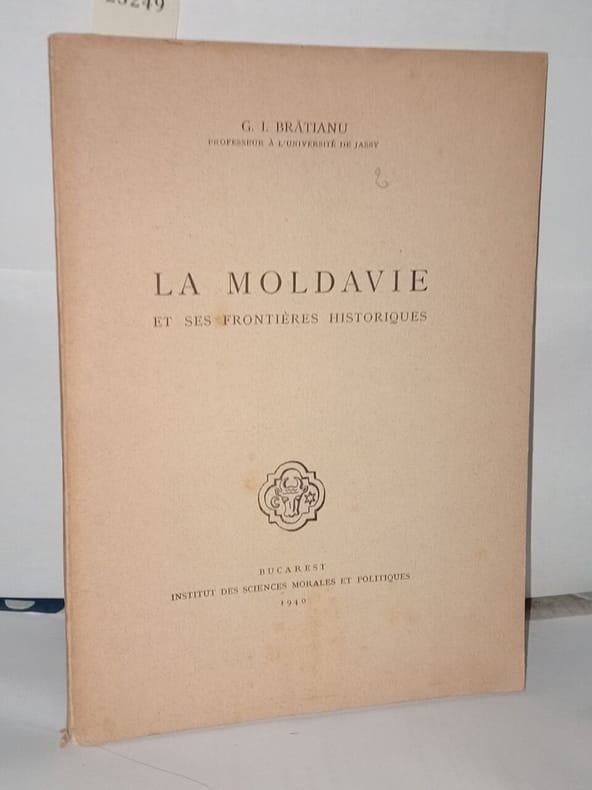 G. I. BRĂTIANU
PROFESSEUR À L'UNIVERSITÉ DE JASSY
LA MOLDAVIE
ET SES FRONTIÈRES HISTORIQUES
BUCAREST
INSTITUT DES SCIENCES MORALES ET POLITIQUES
1940